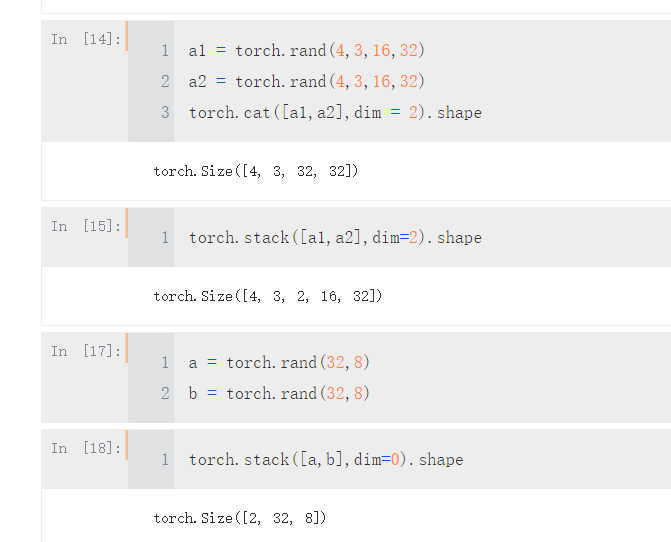 In [14]:
1 a1 = torch.rand(4,3,16,32)
2 a2 = torch.rand(4,3,16,32)
3 torch.cat([a1,a2],dim = 2).shape
torch.Size([4, 3, 32, 32])
In [15]:
1 torch.stack([a1,a2],dim=2).shape
torch.Size([4, 3, 2, 16, 32])
In [17]:
1 a = torch.rand(32,8)
2 b = torch.rand(32,8)
In [18]:
1 torch.stack([a,b],dim=0).shape
torch.Size([2, 32, 8])